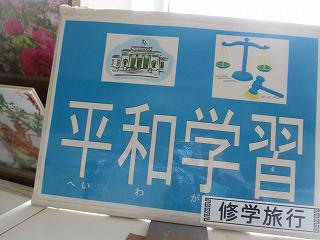 平和学習
へい わ が
修学旅行